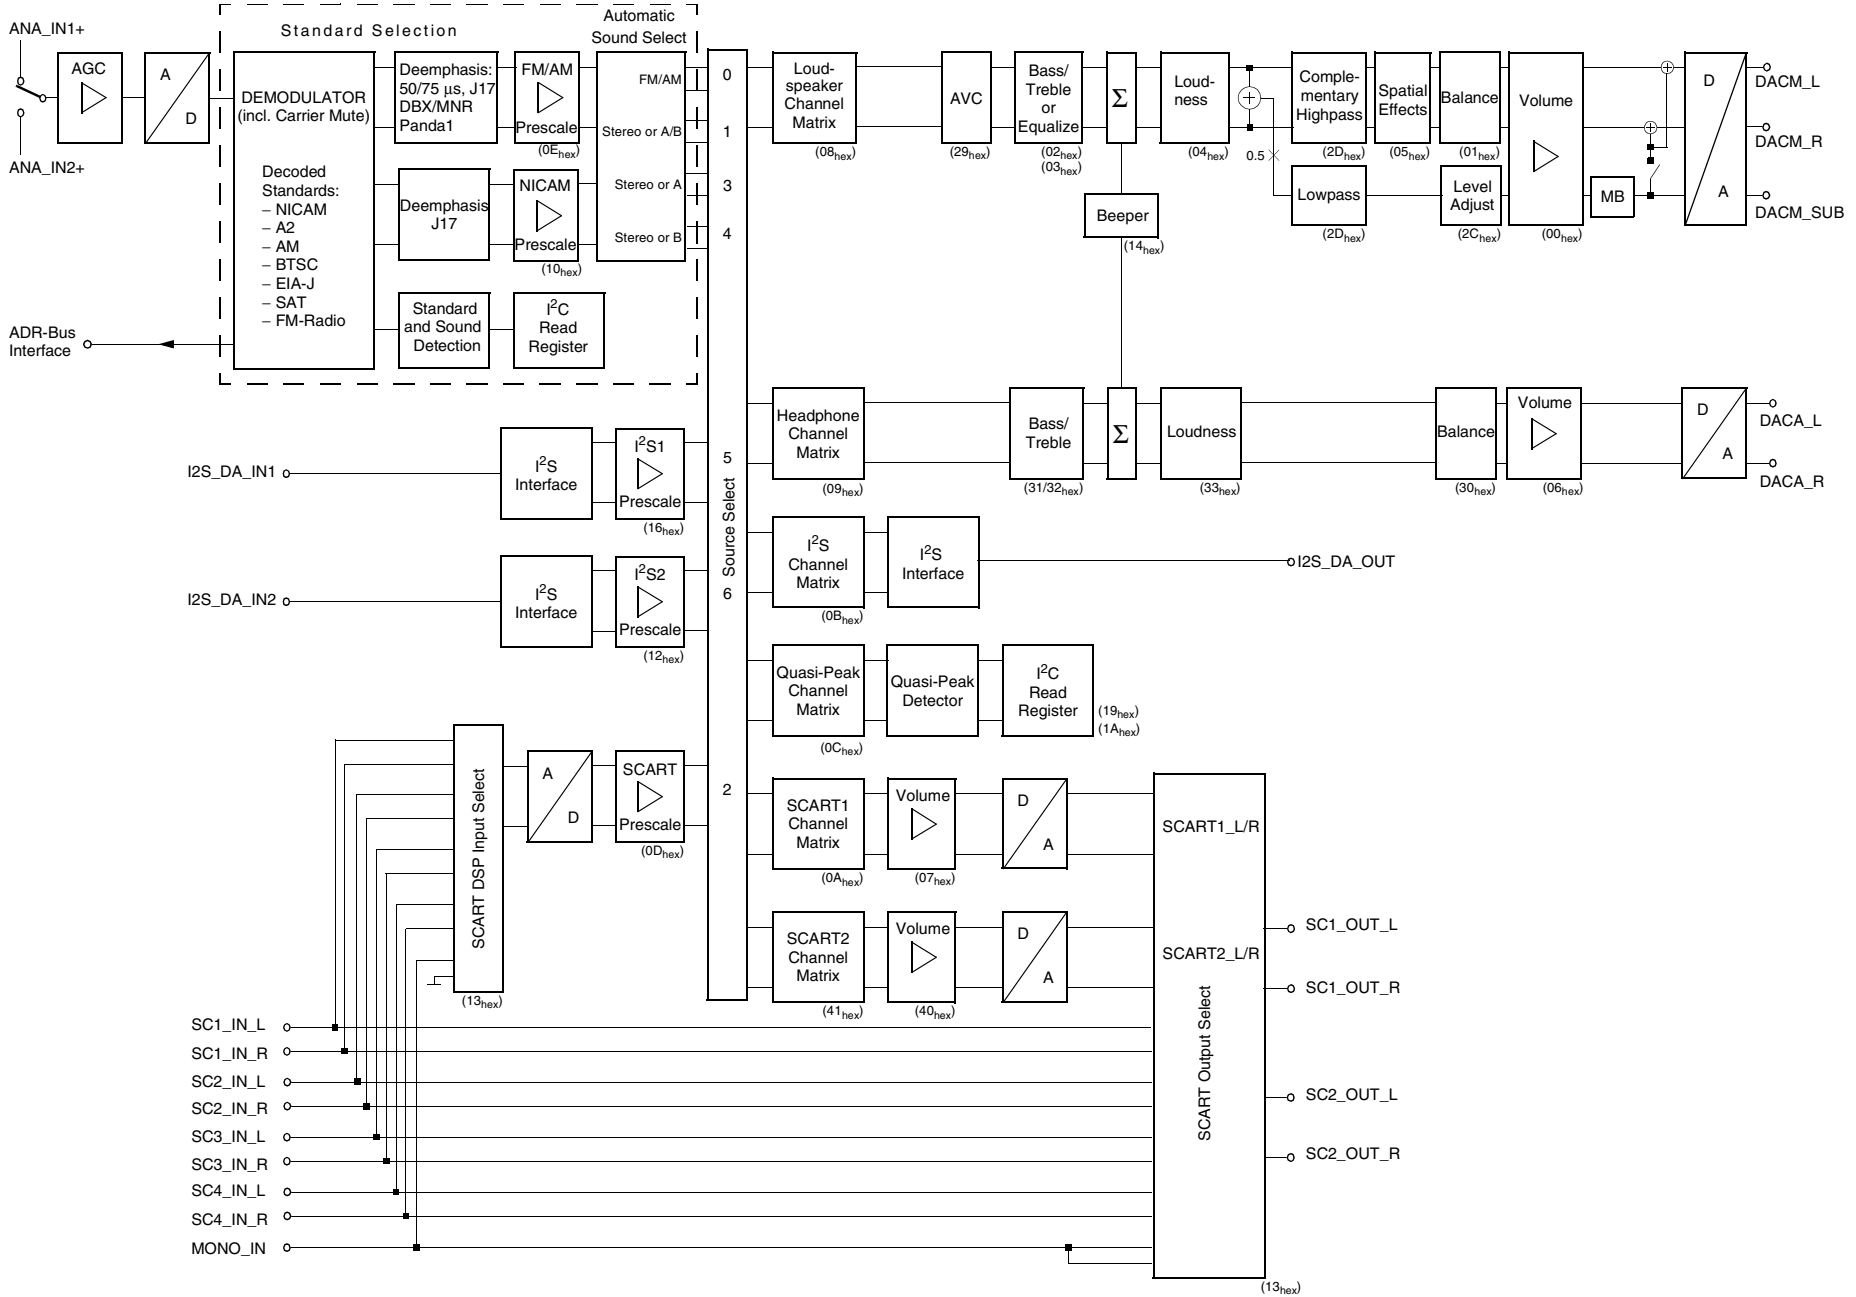 ANA_IN1+
ANA_IN2+
AGC
A
D
Standard Selection
Automatic
Sound Select
DEMODULATOR
(incl. Carrier Mute)
Decoded
Standards:
– NICAM
– A2
– AM
– BTSC
– EIA-J
– SAT
– FM-Radio
Deemphasis:
50/75 µs, J17
DBX/MNR
Panda1
FM/AM
Prescale
(0Ehex)
Deemphasis
J17
NICAM
Prescale
(10hex)
FM/AM
Stereo or A/B
Stereo or A
Stereo or B
Standard
and Sound
Detection
I2C
Read
Register
ADR-Bus
Interface
0
1
3
4
5
Source Select
6
2
Loud-
speaker
Channel
Matrix
(08hex)
AVC
(29hex)
Bass/
Treble
or
Equalize
(02hex)
(03hex)
Σ
Beeper
(14hex)
Loud-
ness
(04hex)
0.5
Comple-
mentary
Highpass
(2Dhex)
Spatial
Effects
(05hex)
Balance
(01hex)
Lowpass
(2Dhex)
Level
Adjust
(2Chex)
Volume
(00hex)
MB
D
A
DACM_L
DACM_R
DACM_SUB
Headphone
Channel
Matrix
(09hex)
Bass/
Treble
(31/32hex)
Σ
Loudness
(33hex)
Balance
(30hex)
Volume
(06hex)
D
A
DACA_L
DACA_R
I2S_DA_IN1
I2S
Interface
I2S1
Prescale
(16hex)
I2S_DA_IN2
I2S
Interface
I2S2
Prescale
(12hex)
I2S
Channel
Matrix
(0Bhex)
I2S
Interface
I2S_DA_OUT
Quasi-Peak
Channel
Matrix
(0Chex)
Quasi-Peak
Detector
I2C
Read
Register
(19hex)
(1Ahex)
SCART DSP Input Select
(13hex)
A
D
SCART
Prescale
(0Dhex)
SCART1
Channel
Matrix
(0Ahex)
Volume
(07hex)
D
A
SCART2
Channel
Matrix
(41hex)
Volume
(40hex)
D
A
SCART1_L/R
SCART2_L/R
SCART Output Select
(13hex)
SC1_OUT_L
SC1_OUT_R
SC2_OUT_L
SC2_OUT_R
SC1_IN_L
SC1_IN_R
SC2_IN_L
SC2_IN_R
SC3_IN_L
SC3_IN_R
SC4_IN_L
SC4_IN_R
MONO_IN